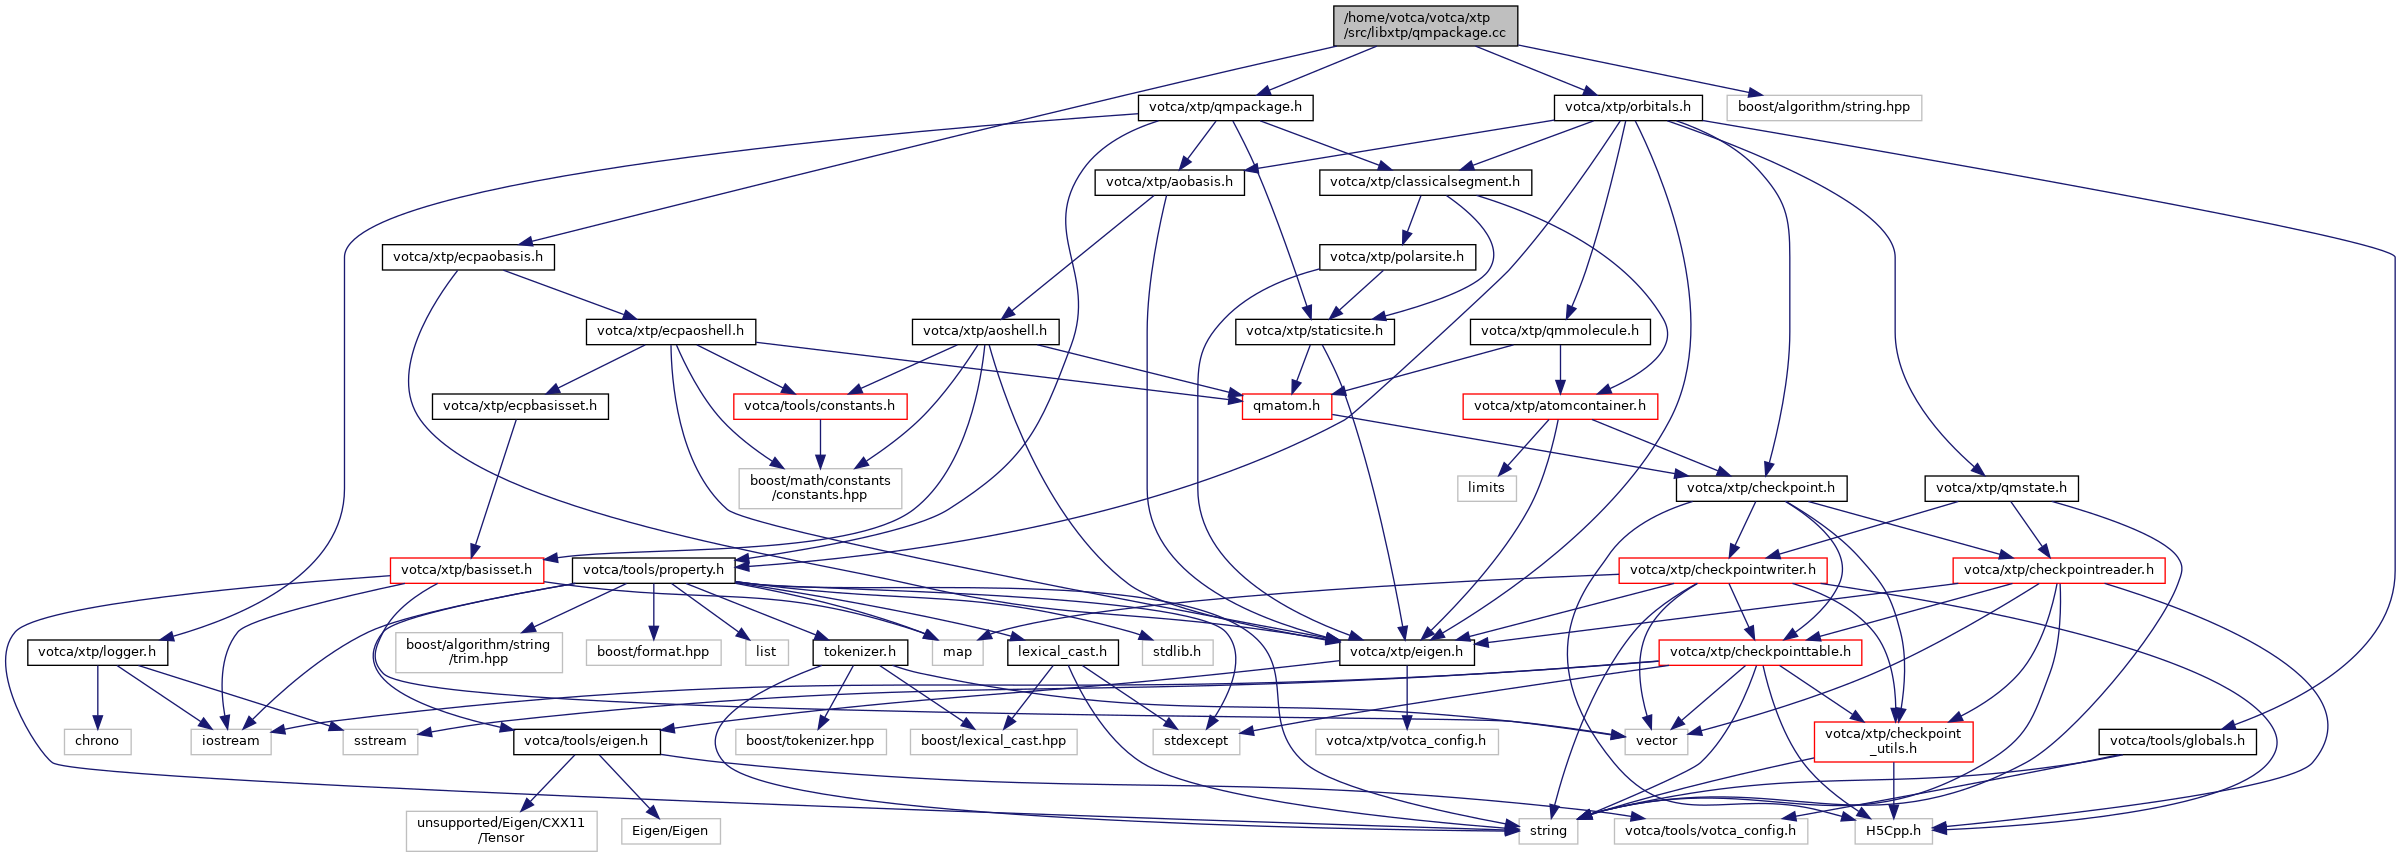 /home/votca/votca/xtp
/src/libxtp/qmpackage.cc
votca/xtp/qmpackage.h
votca/xtp/orbitals.h
boost/algorithm/string.hpp
votca/xtp/aobasis.h
votca/xtp/classicalsegment.h
votca/xtp/ecpaobasis.h
votca/xtp/polarsite.h
votca/xtp/ecpaoshell.h
votca/xtp/aoshell.h
votca/xtp/staticsite.h
votca/xtp/qmmolecule.h
votca/xtp/ecpbasisset.h
votca/tools/constants.h
qmatom.h
votca/xtp/atomcontainer.h
boost/math/constants
/constants.hpp
limits
votca/xtp/checkpoint.h
votca/xtp/qmstate.h
votca/xtp/basisset.h
votca/tools/property.h
votca/xtp/checkpointwriter.h
votca/xtp/checkpointreader.h
votca/xtp/logger.h
boost/algorithm/string
/trim.hpp
boost/format.hpp
list
tokenizer.h
map
lexical_cast.h
stdlib.h
votca/xtp/eigen.h
votca/xtp/checkpointtable.h
chrono
iostream
sstream
votca/tools/eigen.h
boost/tokenizer.hpp
boost/lexical_cast.hpp
stdexcept
votca/xtp/votca_config.h
vector
votca/xtp/checkpoint
_utils.h
votca/tools/globals.h
unsupported/Eigen/CXX11
/Tensor
Eigen/Eigen
string
votca/tools/votca_config.h
H5Cpp.h